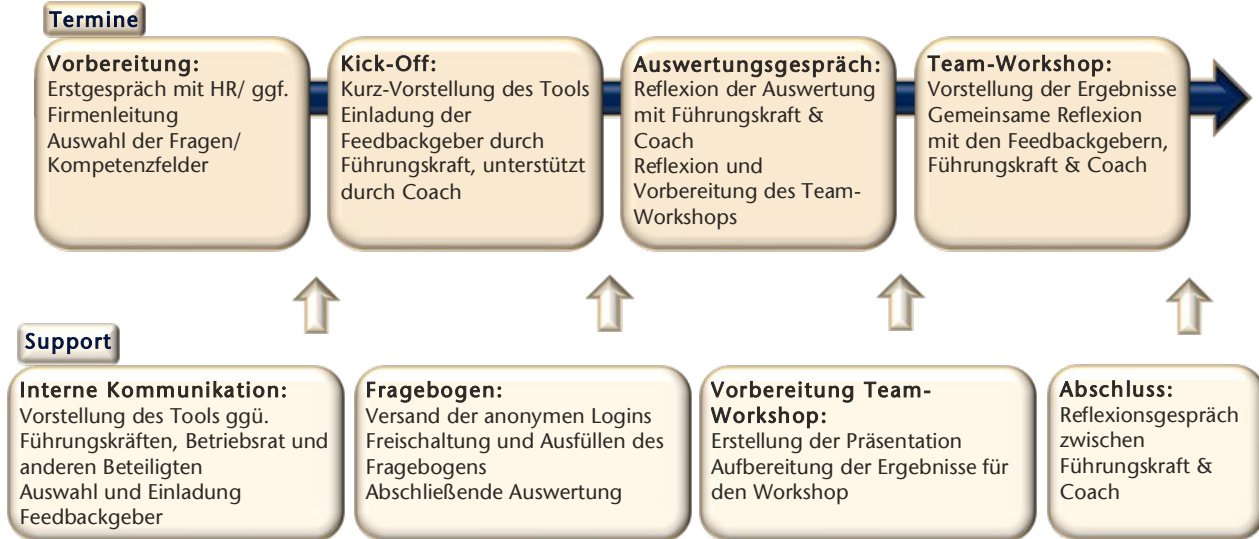 Termine
Vorbereitung:
Erstgespräch mit HR/ ggf.
Firmenleitung
Auswahl der Fragen/
Kompetenzfelder
Kick-Off:
Kurz-Vorstellung des Tools
Einladung der
Feedbackgeber durch
Führungskraft, unterstützt
durch Coach
Auswertungsgespräch:
Reflexion der Auswertung
mit Führungskraft &
Coach
Reflexion und
Vorbereitung des Team-
Workshops
Team-Workshop:
Vorstellung der Ergebnisse
Gemeinsame Reflexion
mit den Feedbackgebern,
Führungskraft & Coach
Support
Interne Kommunikation:
Vorstellung des Tools ggü.
Führungskräften, Betriebsrat und
anderen Beteiligten
Auswahl und Einladung
Feedbackgeber
Fragebogen:
Versand der anonymen Logins
Freischaltung und Ausfüllen des
Fragebogens
Abschließende Auswertung
Vorbereitung Team-
Workshop:
Erstellung der Präsentation
Aufbereitung der Ergebnisse für
den Workshop
Abschluss:
Reflexionsgespräch
zwischen
Führungskraft &
Coach